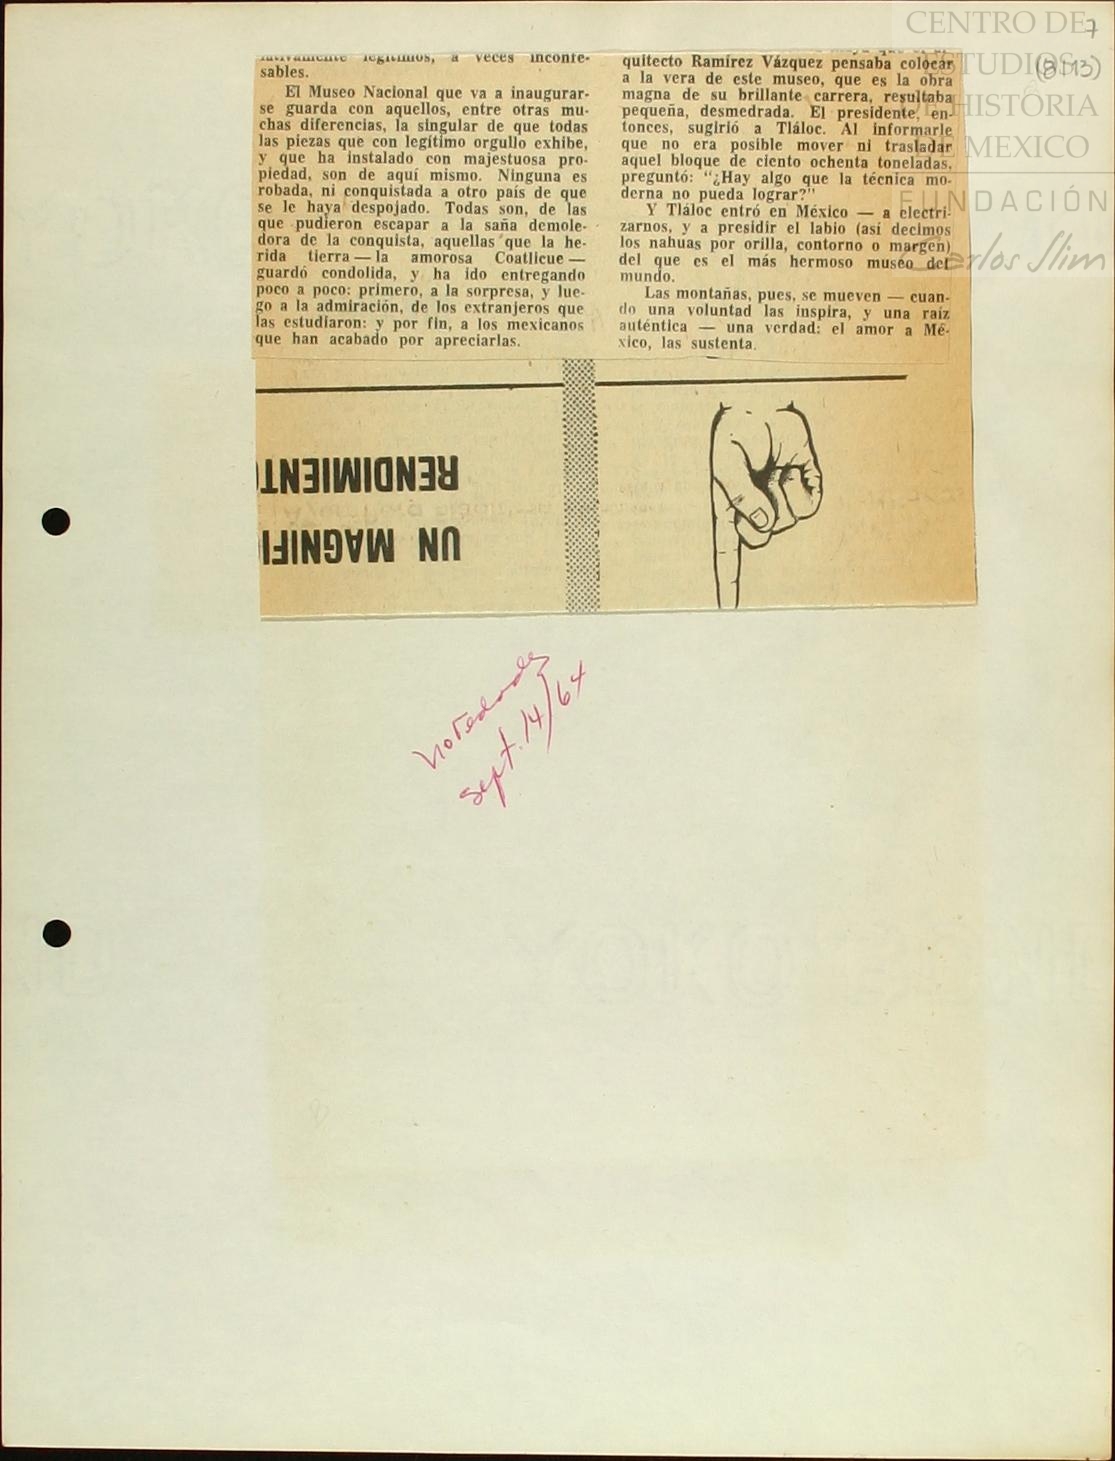 7
(3-13)
CENTRO DE
ESTUDIOS
DE HISTORIA
DE MEXICO
FUNDACIÓN
Carlos Slim
legítimos, a veces inconfe-
sables.
El Museo Nacional que va a inaugurar-
se guarda con aquellos, entre otras mu-
chas diferencias, la singular de que todas
las piezas que con legítimo orgullo exhibe,
y que ha instalado con majestuosa pro-
piedad, son de aquí mismo. Ninguna es
robada, ni conquistada a otro país de que
se le haya despojado. Todas son, de las
que pudieron escapar a la saña demole-
dora de la conquista, aquellas que la he-
rida tierra — la amorosa Coatlicue —
guardó condolida, y ha ido entregando
poco a poco: primero, a la sorpresa, y lue-
go a la admiración, de los extranjeros que
las estudiaron: y por fin, a los mexicanos
que han acabado por apreciarlas.
maya que el ar-
quitecto Ramírez Vázquez pensaba colocar
a la vera de este museo, que es la obra
magna de su brillante carrera, resultaba
pequeña, desmedrada. El presidente, en-
tonces, sugirió a Tláloc. Al informarle
que no era posible mover ni trasladar
aquel bloque de ciento ochenta toneladas,
preguntó: "¿Hay algo que la técnica mo-
derna no pueda lograr?"
Y Tláloc entró en México — a electri-
zarnos, y a presidir el labio (así decimos
los nahuas por orilla, contorno o margen)
del que es el más hermoso museo del
mundo.
Las montañas, pues, se mueven — cuan-
do una voluntad las inspira, y una raíz
auténtica — una verdad: el amor a Mé-
xico, las sustenta.
RENDIMIENTO
UN MAGNIFI
Novedades
Sept. 14/64